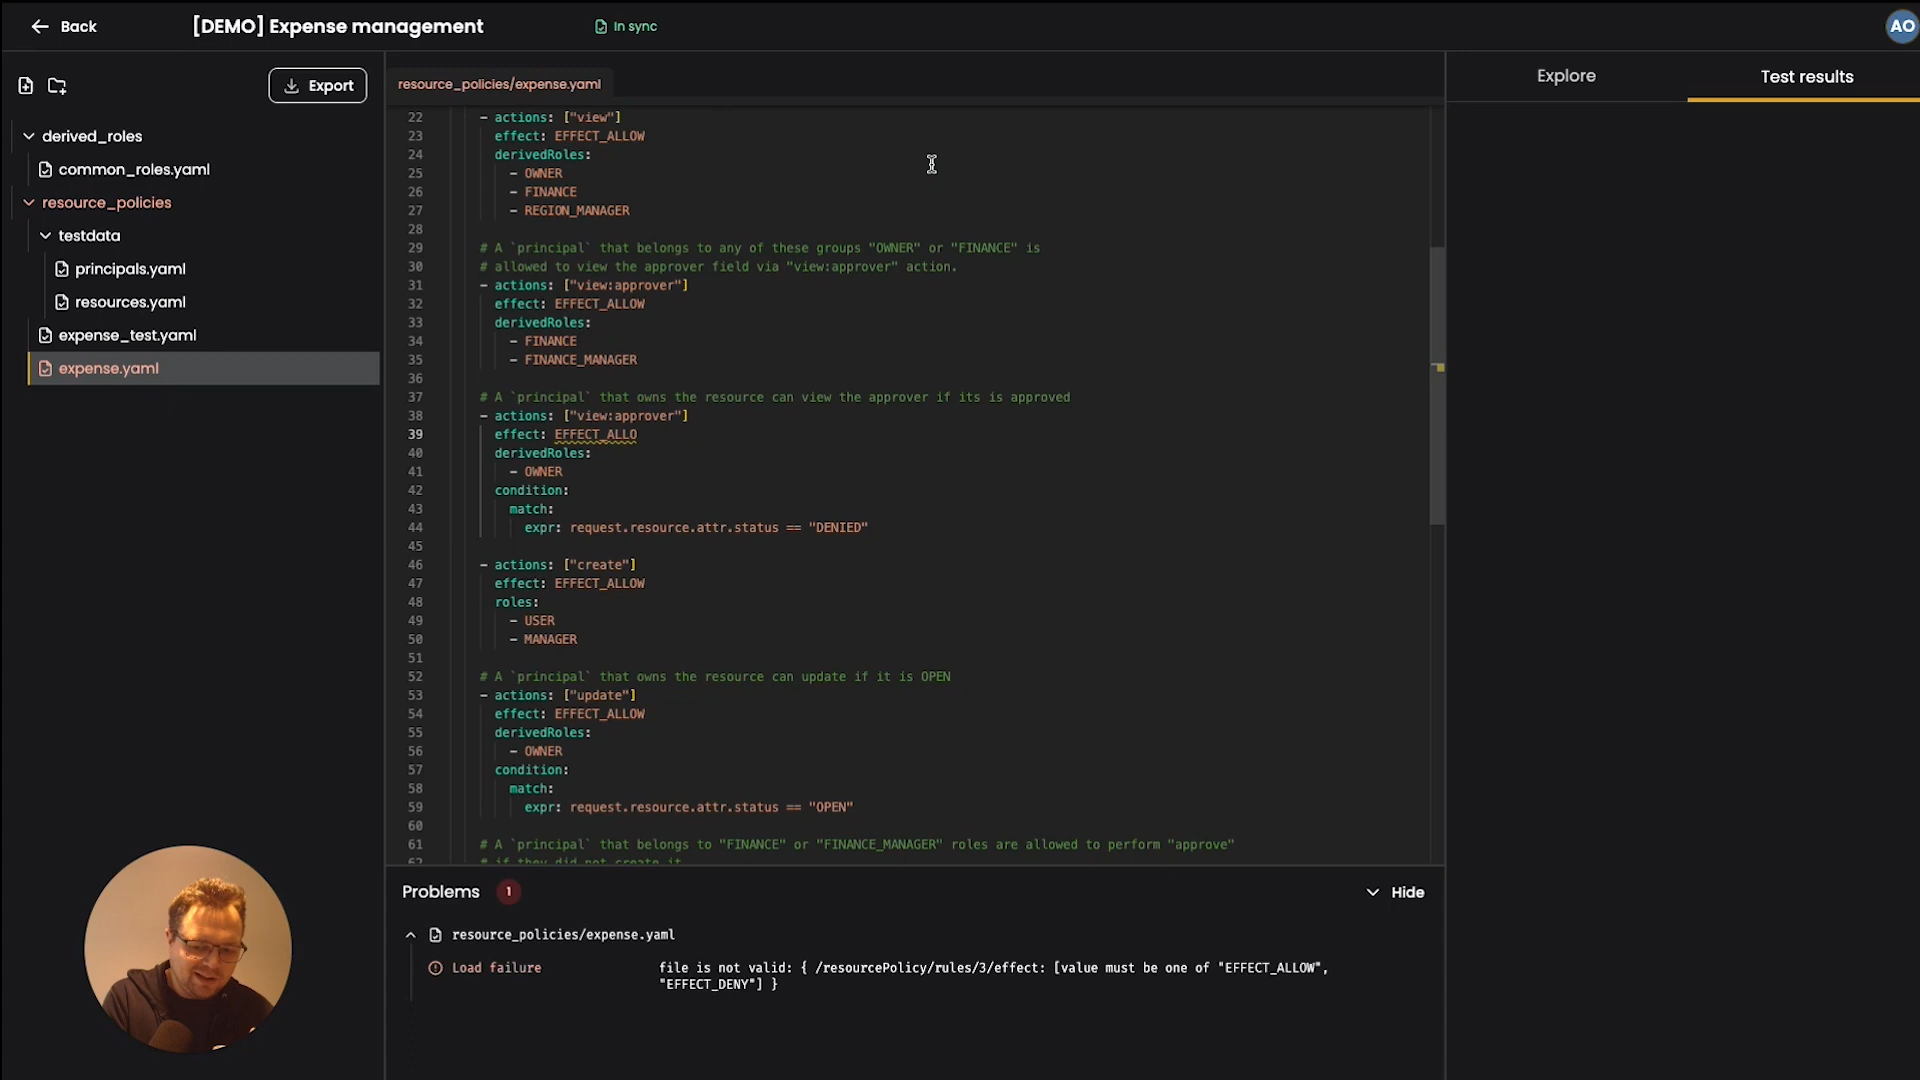 Back
[DEMO] Expense management
In sync
AO
Export
derived_roles
common_roles.yaml
resource_policies
testdata
principals.yaml
resources.yaml
expense_test.yaml
expense.yaml
resource_policies/expense.yaml
22 - actions: ["view"]
23 effect: EFFECT_ALLOW
24 derivedRoles:
25 - OWNER
26 - FINANCE
27 - REGION_MANAGER
28
29 # A `principal` that belongs to any of these groups "OWNER" or "FINANCE" is
30 # allowed to view the approver field via "view:approver" action.
31 - actions: ["view:approver"]
32 effect: EFFECT_ALLOW
33 derivedRoles:
34 - FINANCE
35 - FINANCE_MANAGER
36
37 # A `principal` that owns the resource can view the approver if its is approved
38 - actions: ["view:approver"]
39 effect: EFFECT_ALLO
40 derivedRoles:
41 - OWNER
42 condition:
43 match:
44 expr: request.resource.attr.status == "DENIED"
45
46 - actions: ["create"]
47 effect: EFFECT_ALLOW
48 roles:
49 - USER
50 - MANAGER
51
52 # A `principal` that owns the resource can update if it is OPEN
53 - actions: ["update"]
54 effect: EFFECT_ALLOW
55 derivedRoles:
56 - OWNER
57 condition:
58 match:
59 expr: request.resource.attr.status == "OPEN"
60
61 # A `principal` that belongs to "FINANCE" or "FINANCE_MANAGER" roles are allowed to perform "approve"
62 # if they did not create it
Explore
Test results
Problems 1
Hide
resource_policies/expense.yaml
Load failure file is not valid: { /resourcePolicy/rules/3/effect: [value must be one of "EFFECT_ALLOW",
"EFFECT_DENY"] }